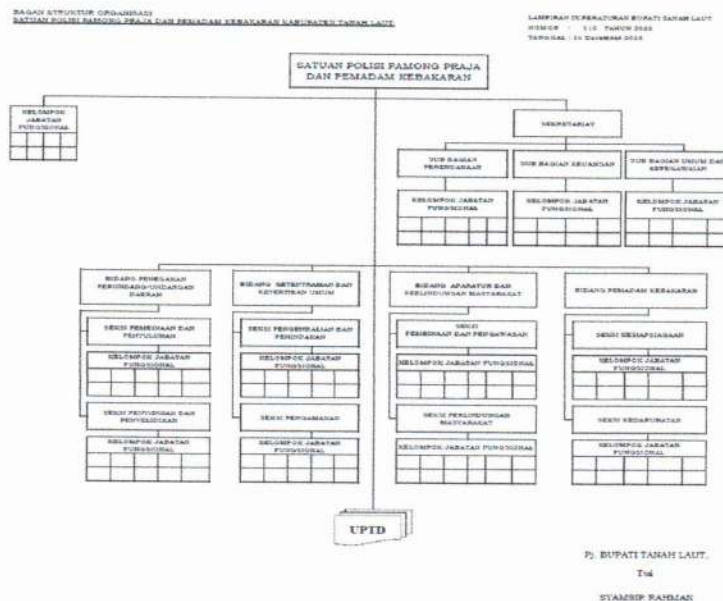 BAGAN STRUKTUR ORGANISASI
SATUAN POLISI PAMONG PRAJA DAN PEMADAM KEBAKARAN KABUPATEN TANAH LAUT
LAMPIRAN IX PERATURAN BUPATI TANAH LAUT
NOMOR : TAHUN
TANGGAL : Desember
SATUAN POLISI PAMONG PRAJA
DAN PEMADAM KEBAKARAN
KELOMPOK
JABATAN
FUNGSIONAL
SEKRETARIAT
SUB BAGIAN
PERENCANAAN
SUB BAGIAN KEUANGAN
SUB BAGIAN UMUM DAN
KEPEGAWAIAN
KELOMPOK JABATAN
FUNGSIONAL
KELOMPOK JABATAN
FUNGSIONAL
KELOMPOK JABATAN
FUNGSIONAL
BIDANG PENEGAKAN
PERUNDANG-UNDANGAN
DAERAH
BIDANG KETENTRAMAN DAN
KETERTIBAN UMUM
BIDANG APARATUR DAN
PERLINDUNGAN MASYARAKAT
BIDANG PEMADAM KEBAKARAN
SEKSI PEMBINAAN DAN
PENYULUHAN
SEKSI PENGENDALIAN DAN
PENINDAKAN
SEKSI
PEMBINAAN DAN PENGAWASAN
SEKSI KESIAPSIAGAAN
KELOMPOK JABATAN
FUNGSIONAL
KELOMPOK JABATAN
FUNGSIONAL
KELOMPOK JABATAN FUNGSIONAL
KELOMPOK JABATAN
FUNGSIONAL
SEKSI PENYIDIKAN DAN
PENYELIDIKAN
SEKSI PENGAMANAN
SEKSI PERLINDUNGAN
MASYARAKAT
SEKSI KEDARURATAN
KELOMPOK JABATAN
FUNGSIONAL
KELOMPOK JABATAN
FUNGSIONAL
KELOMPOK JABATAN FUNGSIONAL
KELOMPOK JABATAN
FUNGSIONAL
UPTD
Pj. BUPATI TANAH LAUT,
Ttd
SYAMSIR RAHMAN